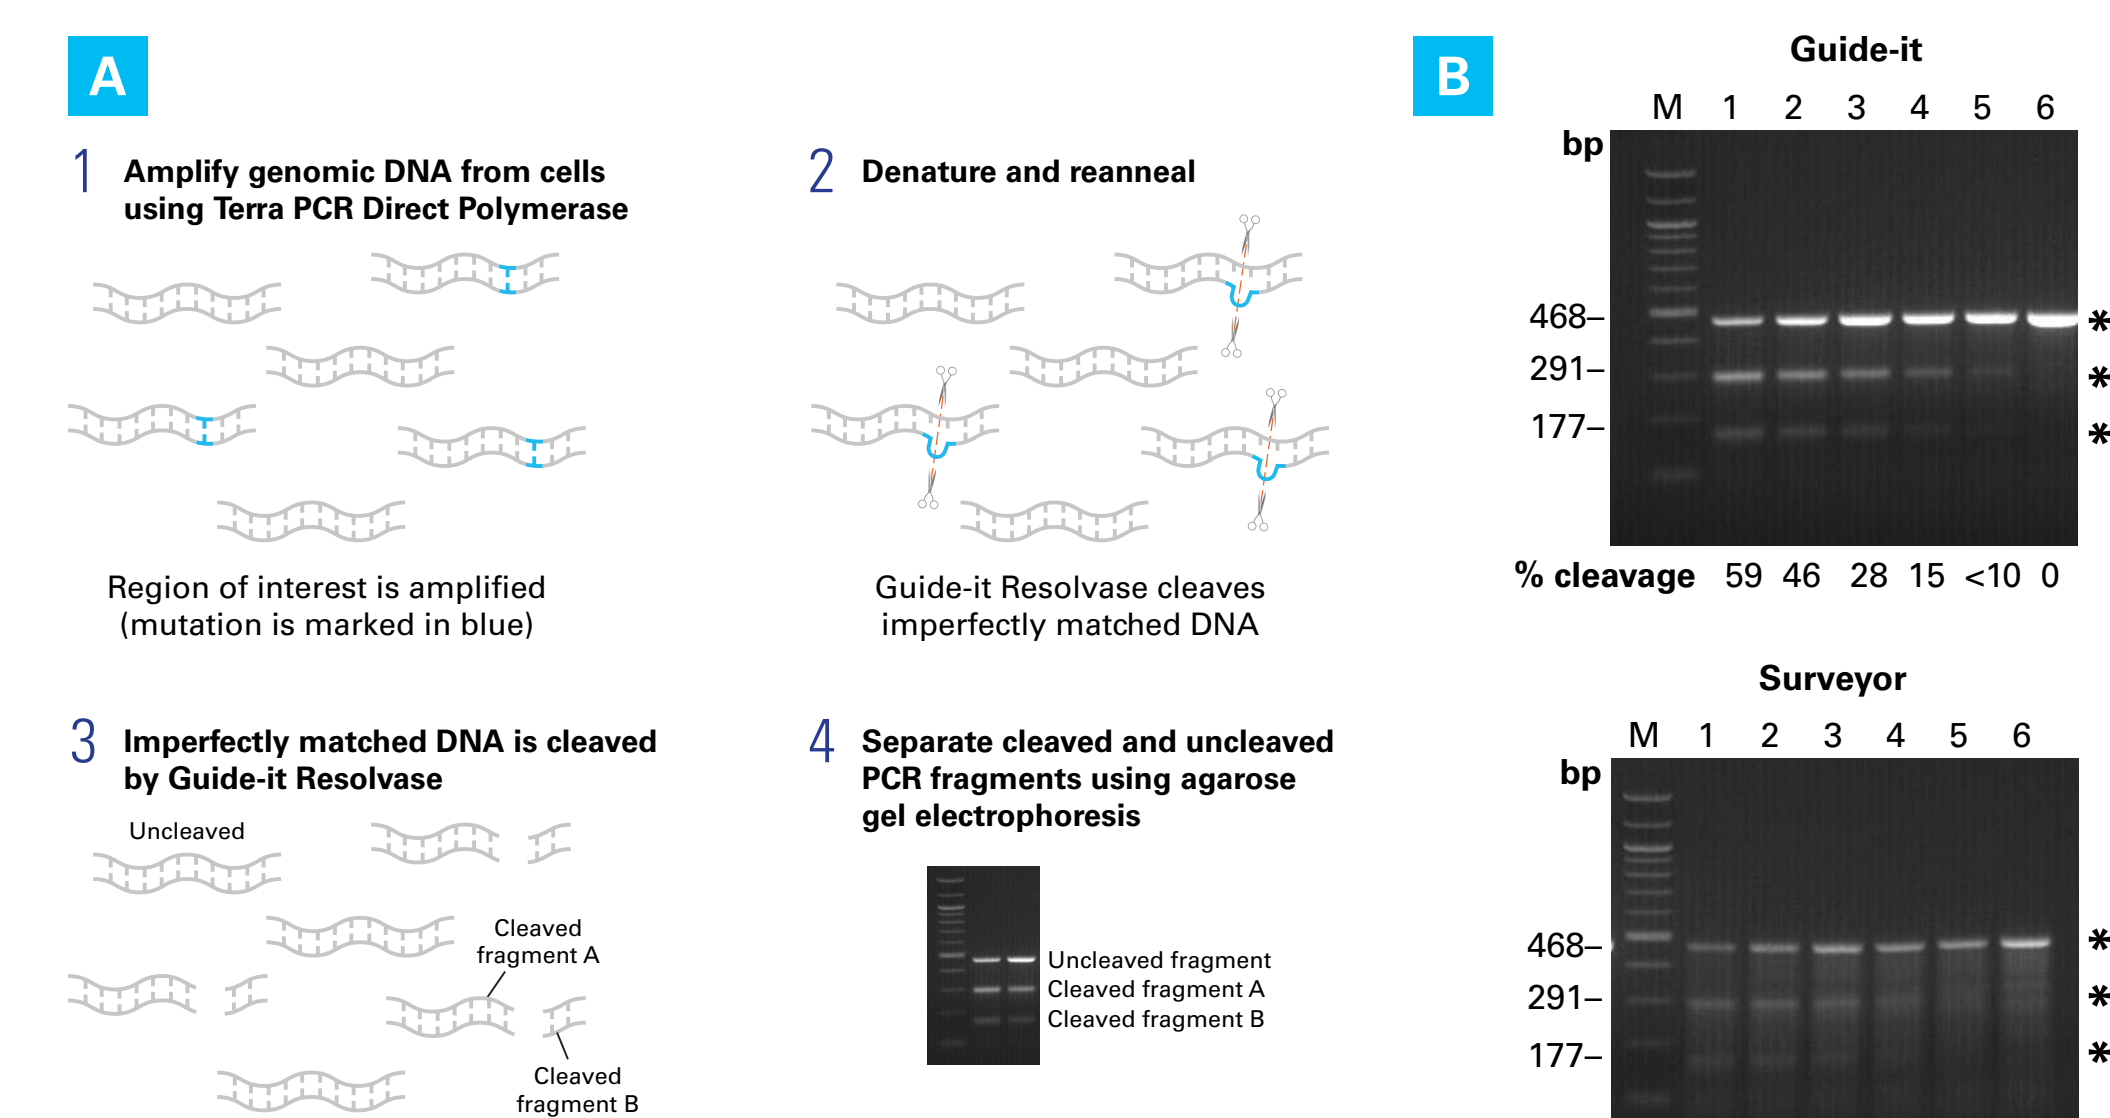 A
1 Amplify genomic DNA from cells
using Terra PCR Direct Polymerase
Region of interest is amplified
(mutation is marked in blue)
2 Denature and reanneal
Guide-it Resolvase cleaves
imperfectly matched DNA
3 Imperfectly matched DNA is cleaved
by Guide-it Resolvase
Uncleaved
Cleaved
fragment A
Cleaved
fragment B
4 Separate cleaved and uncleaved
PCR fragments using agarose
gel electrophoresis
Uncleaved fragment
Cleaved fragment A
Cleaved fragment B
B
Guide-it
M 1 2 3 4 5 6
bp
468– *
291– *
177– *
% cleavage 59 46 28 15 <10 0
Surveyor
M 1 2 3 4 5 6
bp
468– *
291– *
177– *